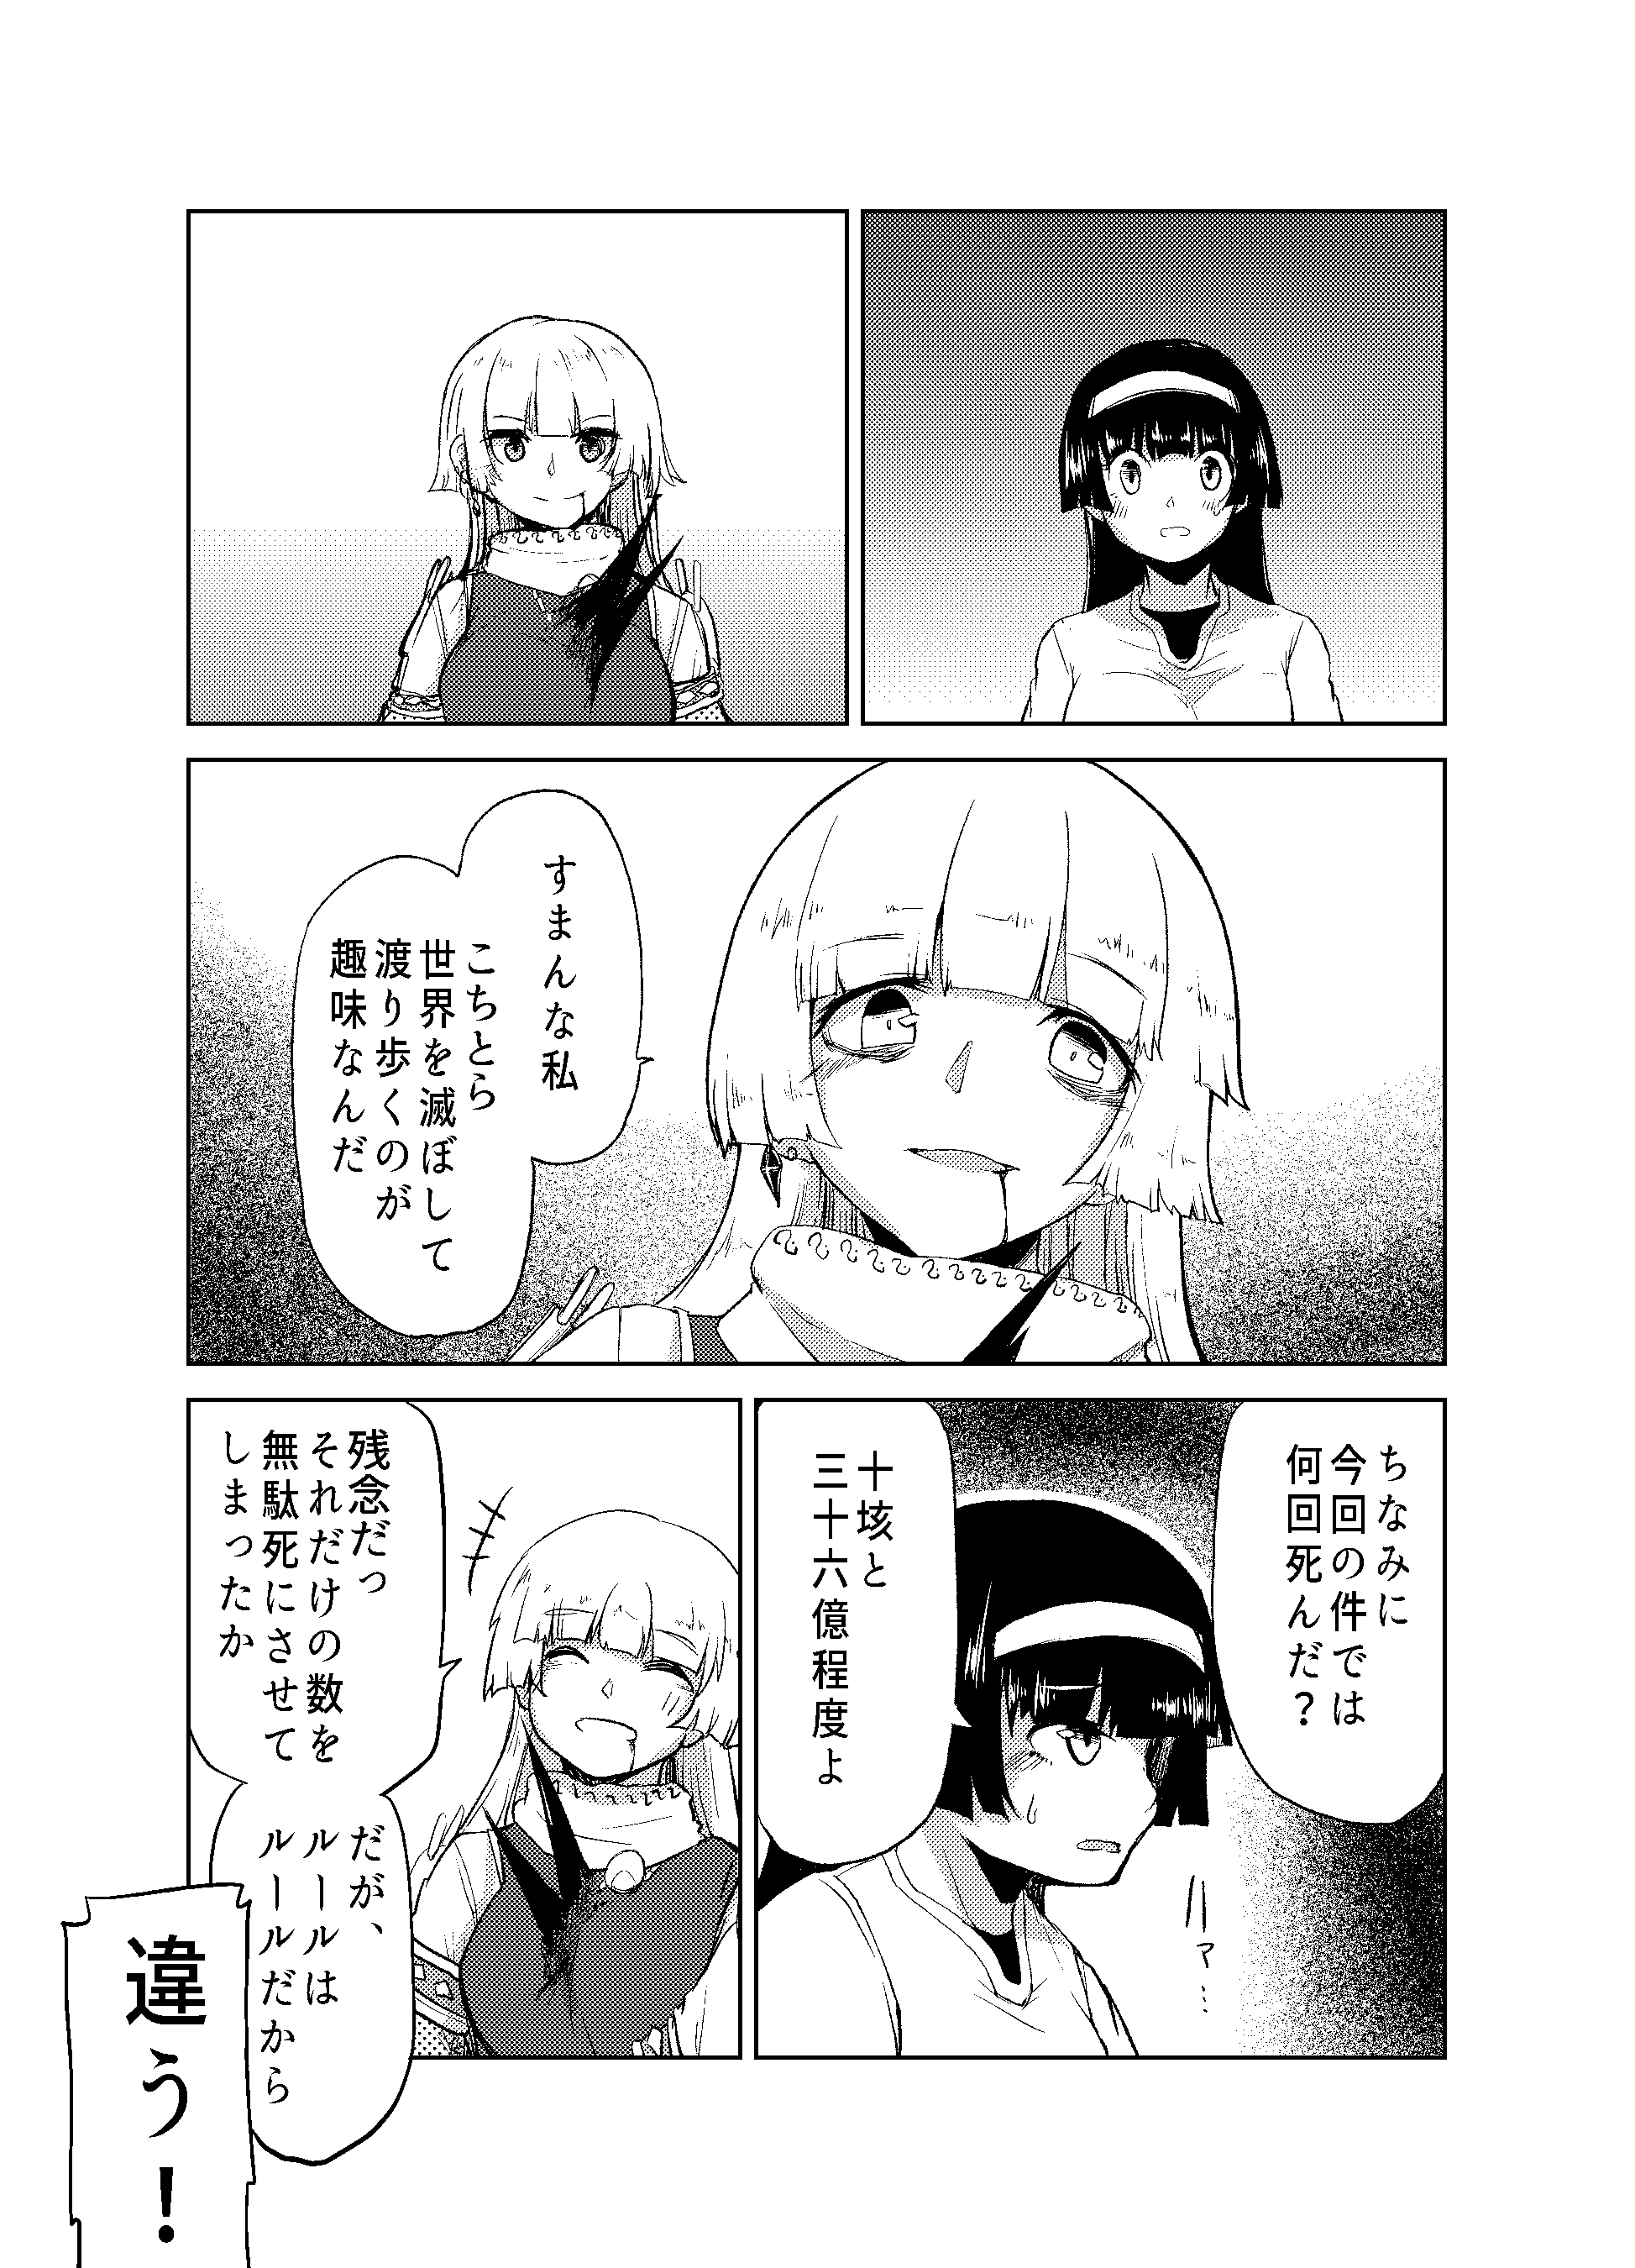 すまんな私
こちとら
世界を滅ぼして
渡り歩くのが
趣味なんだ
ちなみに
今回の件では
何回死んだ?
ハァ…
十垓と
三十六億程度よ
残念だっ
それだけの数を
無駄死にさせて
しまったか
だが、
ルールは
ルールだから
違う!